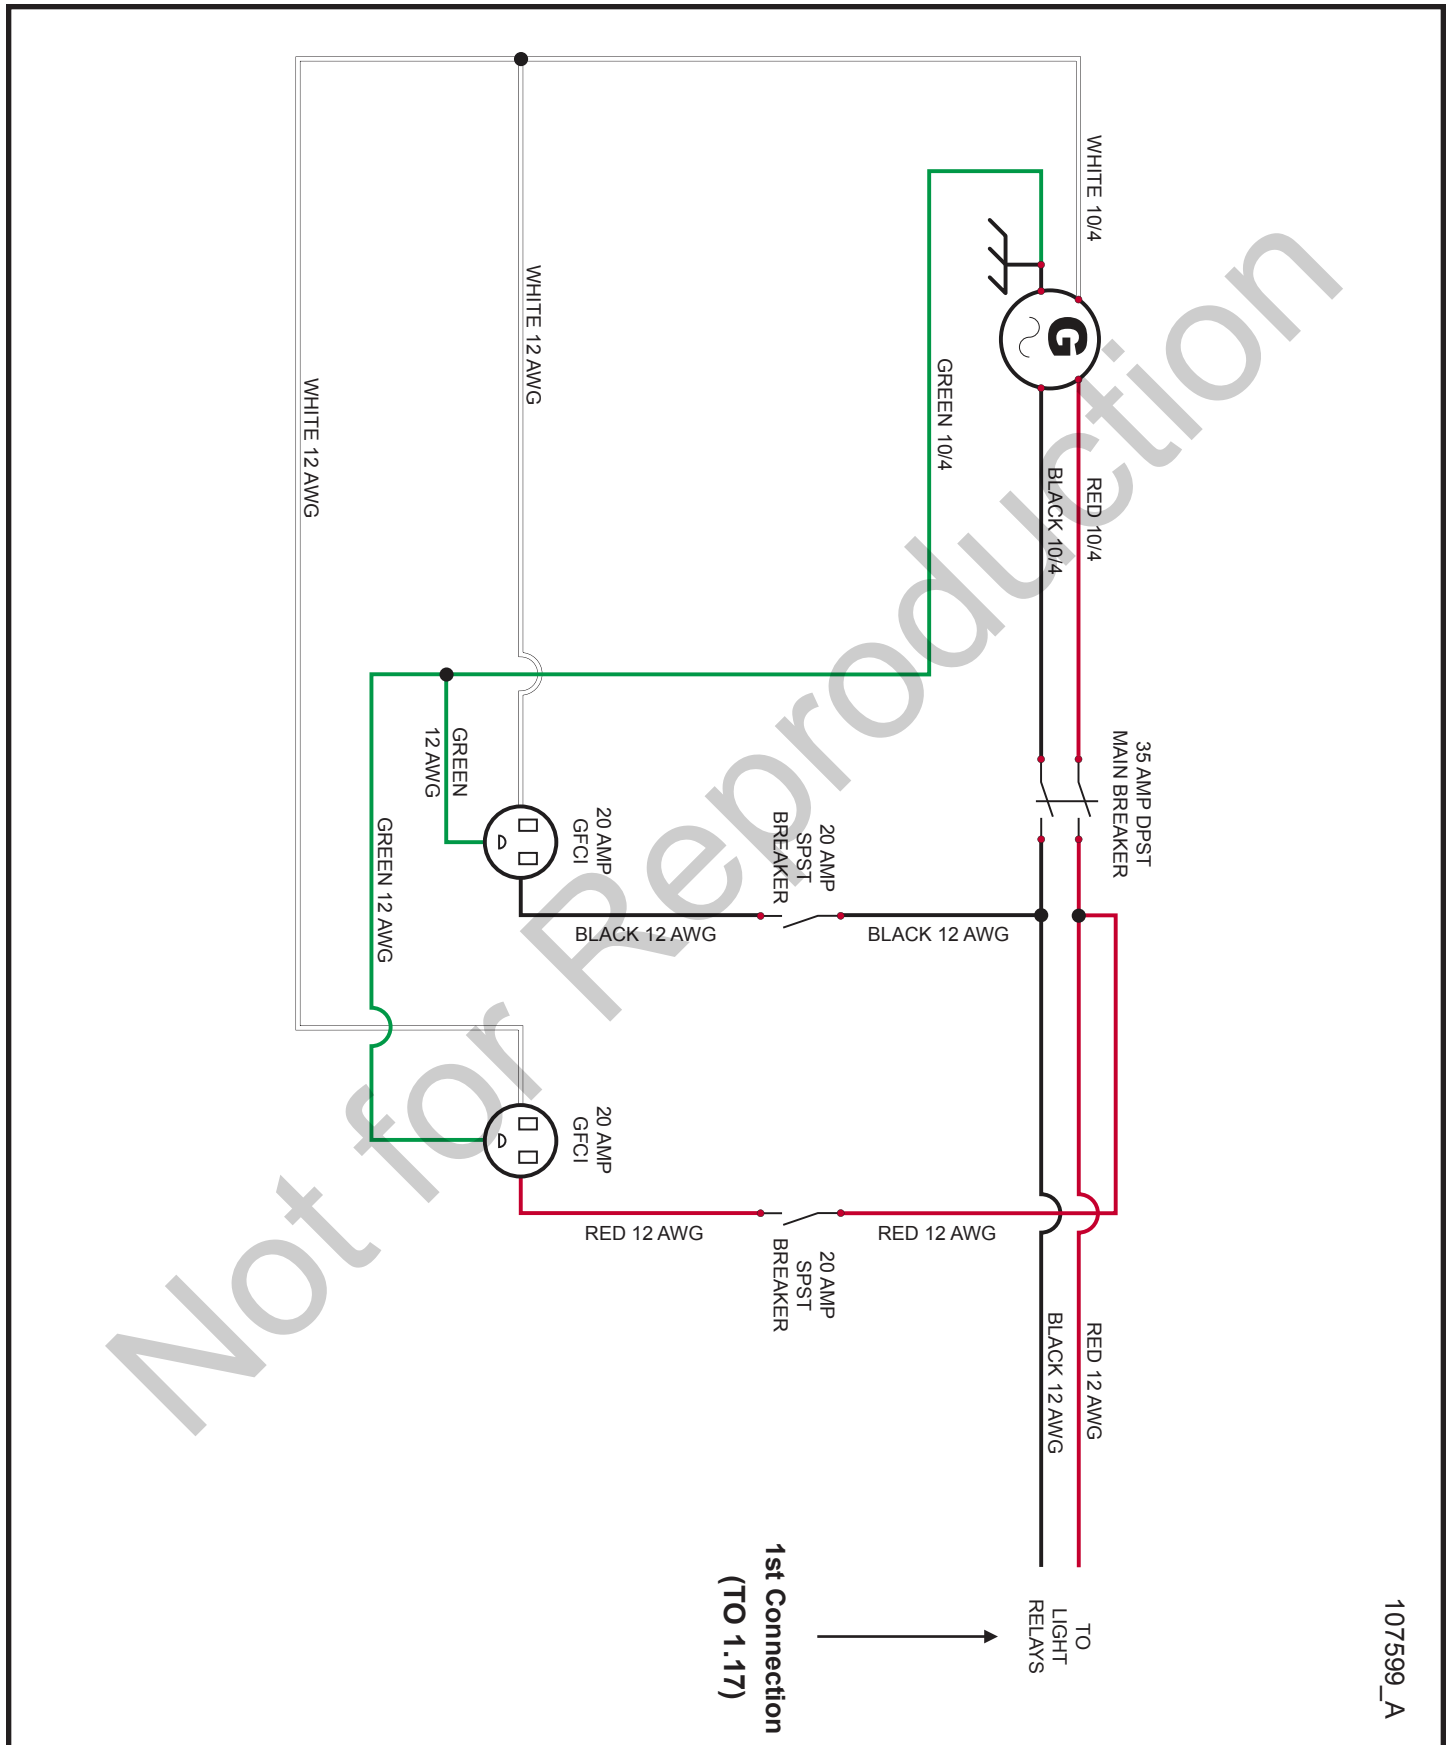 107599_A
WHITE 10/4
RED 10/4
BLACK 10/4
GREEN 10/4
35 AMP DPST
MAIN BREAKER
WHITE 12 AWG
WHITE 12 AWG
GREEN
12 AWG
GREEN 12 AWG
20 AMP
GFCI
20 AMP
SPST
BREAKER
BLACK 12 AWG
BLACK 12 AWG
20 AMP
GFCI
20 AMP
SPST
BREAKER
RED 12 AWG
RED 12 AWG
RED 12 AWG
BLACK 12 AWG
TO
LIGHT
RELAYS
1st Connection
(TO 1.17)
G
Not for Reproduction